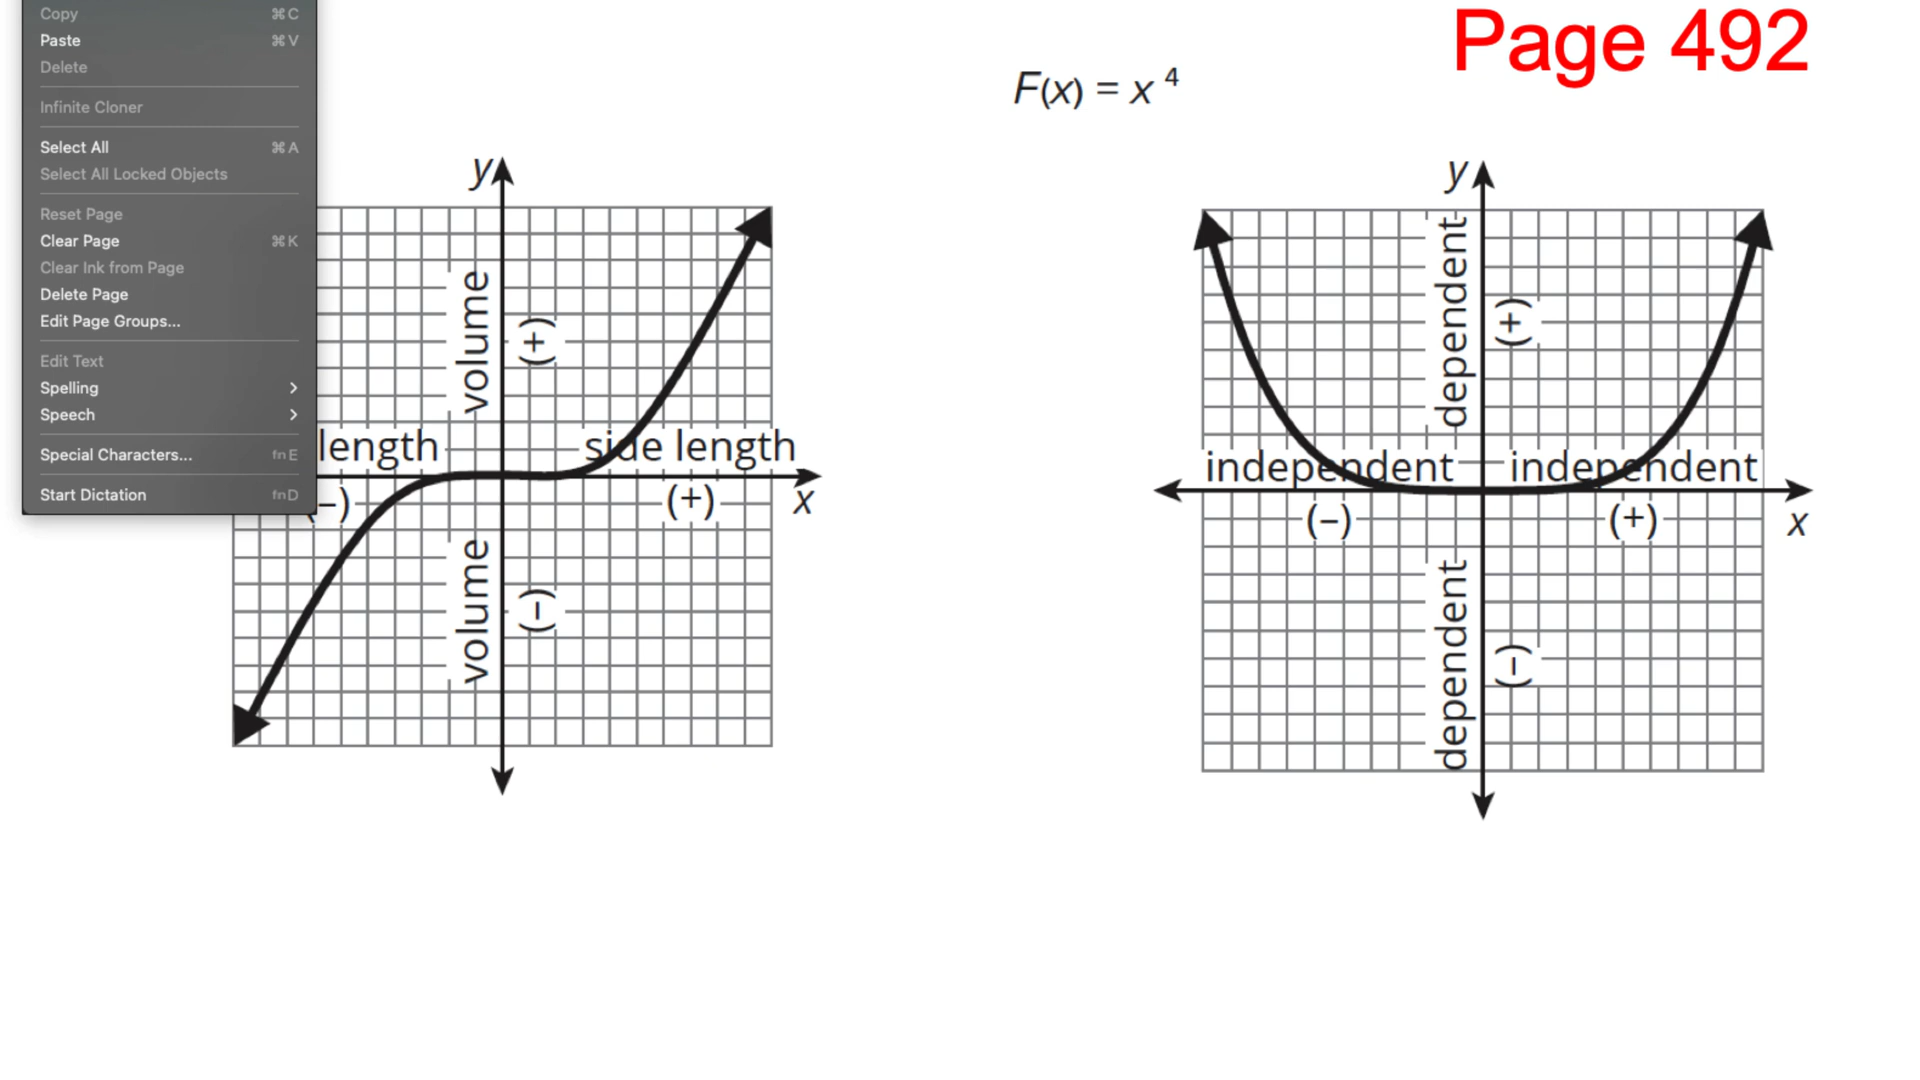 Copy ⌘C
Paste ⌘V
Delete
Infinite Cloner
Select All ⌘A
Select All Locked Objects
Reset Page
Clear Page ⌘K
Clear Ink from Page
Delete Page
Edit Page Groups...
Edit Text
Spelling >
Speech >
Special Characters... fn E
Start Dictation fn D
y
volume
(+)
length
side length
(–)
(+)
x
volume
(–)
Page 492
F(x) = x ⁴
y
dependent
(+)
independent
independent
(–)
(+)
x
dependent
(–)